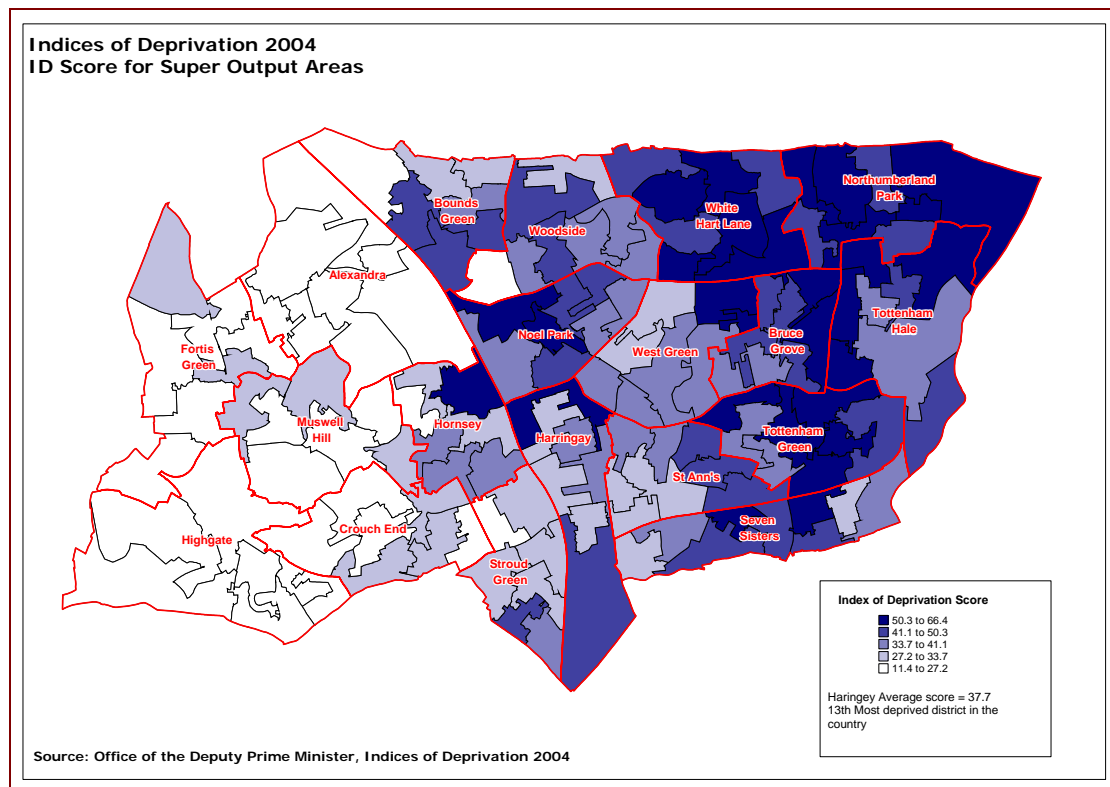 Indices of Deprivation 2004
ID Score for Super Output Areas
Northumberland
Park
White
Hart Lane
Bounds
Green
Woodside
Alexandra
Tottenham
Hale
Noel Park
Bruce
Grove
West Green
Fortis
Green
Muswell
Hill
Hornsey
Harringay
Tottenham
Green
St Ann's
Crouch End
Highgate
Seven
Sisters
Stroud
Green
Index of Deprivation Score
50.3 to 66.4
41.1 to 50.3
33.7 to 41.1
27.2 to 33.7
11.4 to 27.2
Haringey Average score = 37.7
13th Most deprived district in the
country
Source: Office of the Deputy Prime Minister, Indices of Deprivation 2004